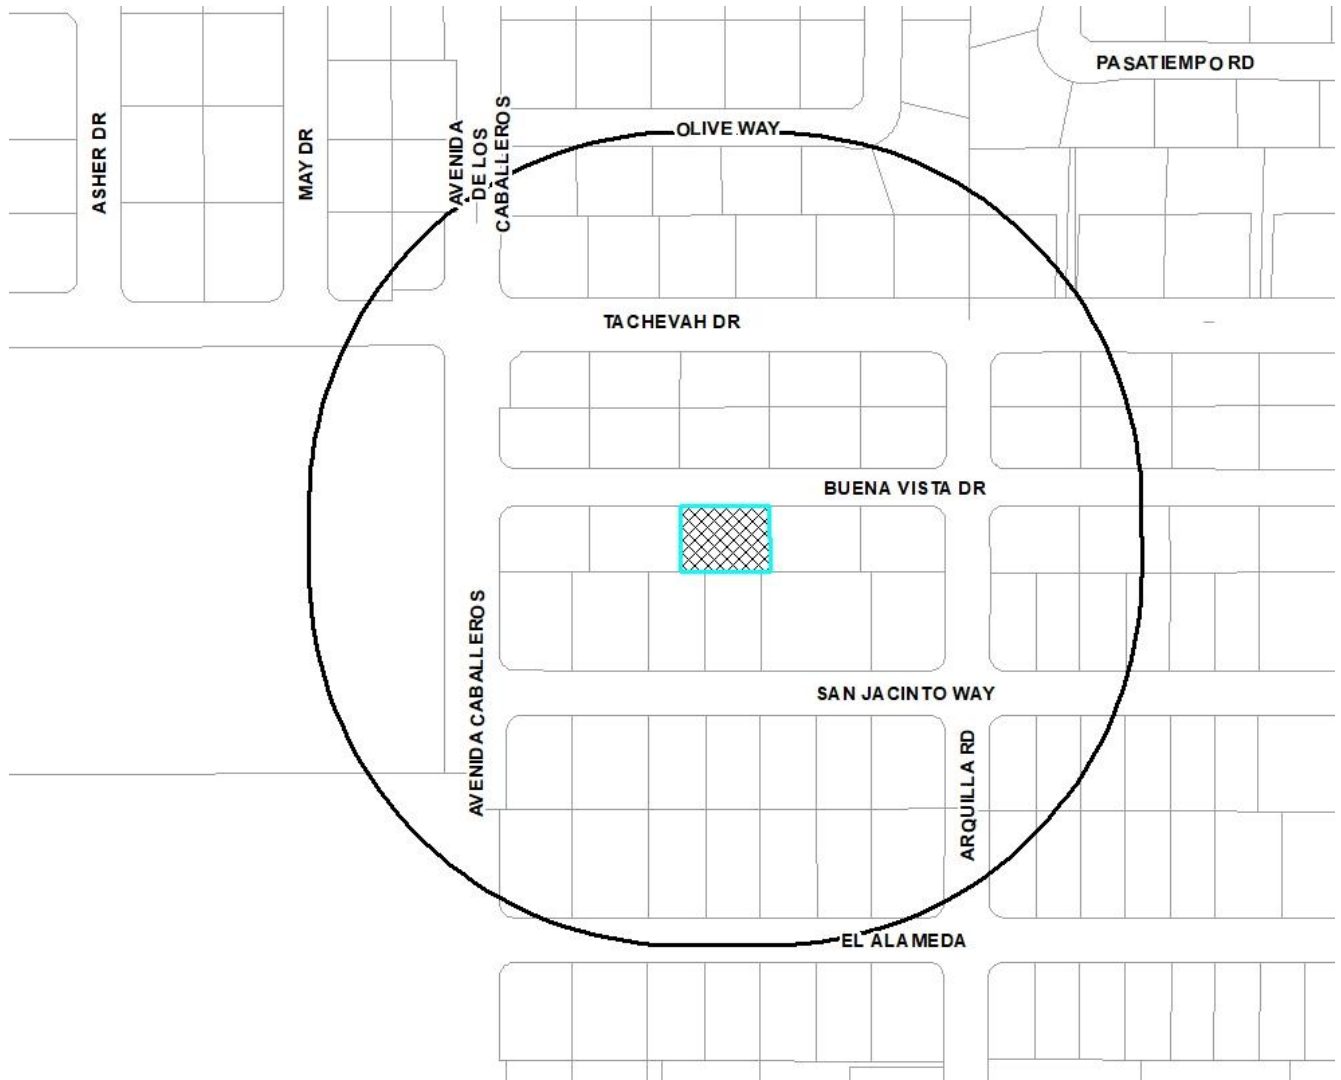 PASATIEMPO RD
OLIVE WAY
ASHER DR
MAY DR
AVENIDA
DE LOS
CABALLEROS
TACHEVAH DR
BUENA VISTA DR
AVENIDA CABALLEROS
SAN JACINTO WAY
ARQUILLA RD
EL ALAMEDA